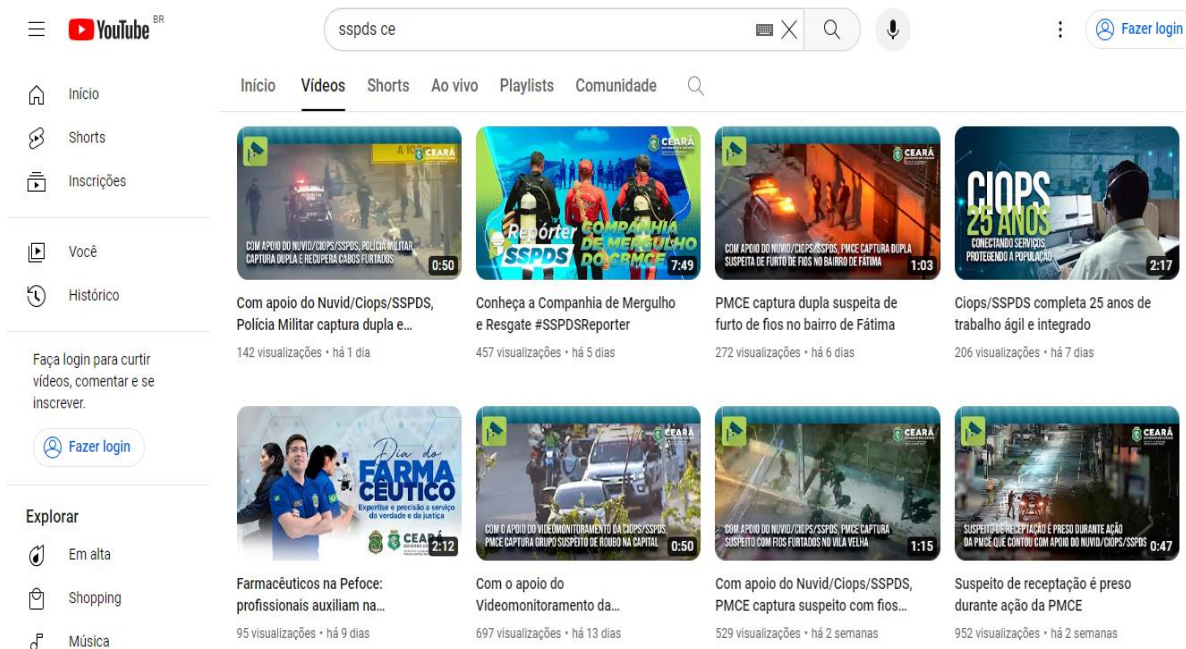 YouTube BR
sspds ce
Fazer login
Início
Shorts
Inscrições
Você
Histórico
Faça login para curtir
vídeos, comentar e se
inscrever.
Fazer login
Explorar
Em alta
Shopping
Música
Início Vídeos Shorts Ao vivo Playlists Comunidade
CEARÁ
COM APOIO DO NUVID/CIOPS/SSPDS, POLÍCIA MILITAR
CAPTURA DUPLA E RECUPERA CABOS FURTADOS
0:50
Com apoio do Nuvid/Ciops/SSPDS,
Polícia Militar captura dupla e...
142 visualizações • há 1 dia
CEARÁ
Repórter
SSPDS
COMPANHIA
DE MERGULHO
DO CBMCE
7:49
Conheça a Companhia de Mergulho
e Resgate #SSPDSReporter
457 visualizações • há 5 dias
CEARÁ
COM APOIO DO NUVID/CIOPS/SSPDS, PMCE CAPTURA DUPLA
SUSPEITA DE FURTO DE FIOS NO BAIRRO DE FÁTIMA
1:03
PMCE captura dupla suspeita de
furto de fios no bairro de Fátima
272 visualizações • há 6 dias
CIOPS
25 ANOS
CONECTANDO SERVIÇOS,
PROTEGENDO A POPULAÇÃO
2:17
Ciops/SSPDS completa 25 anos de
trabalho ágil e integrado
206 visualizações • há 7 dias
Dia do
FARMA
CÊUTICO
Expertise e precisão a serviço
da verdade e da justiça
CEARÁ
2:12
Farmacêuticos na Pefoce:
profissionais auxiliam na...
95 visualizações • há 9 dias
CEARÁ
COM O APOIO DO VIDEOMONITORAMENTO DA CIOPS/SSPDS,
PMCE CAPTURA GRUPO SUSPEITO DE ROUBO NA CAPITAL
0:50
Com o apoio do
Videomonitoramento da...
697 visualizações • há 13 dias
CEARÁ
COM APOIO DO NUVID/CIOPS/SSPDS, PMCE CAPTURA
SUSPEITO COM FIOS FURTADOS NO VILA VELHA
1:15
Com apoio do Nuvid/Ciops/SSPDS,
PMCE captura suspeito com fios...
529 visualizações • há 2 semanas
CEARÁ
SUSPEITO DE RECEPTAÇÃO É PRESO DURANTE AÇÃO
DA PMCE QUE CONTOU COM APOIO DO NUVID/CIOPS/SSPDS
0:47
Suspeito de receptação é preso
durante ação da PMCE
952 visualizações • há 2 semanas